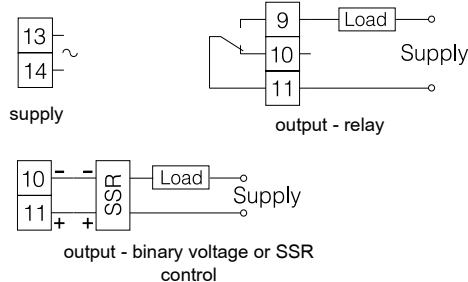 13
14
supply
9
Load
10
Supply
11
output - relay
10
- -
SSR
Load
11
+ +
Supply
output - binary voltage or SSR
control